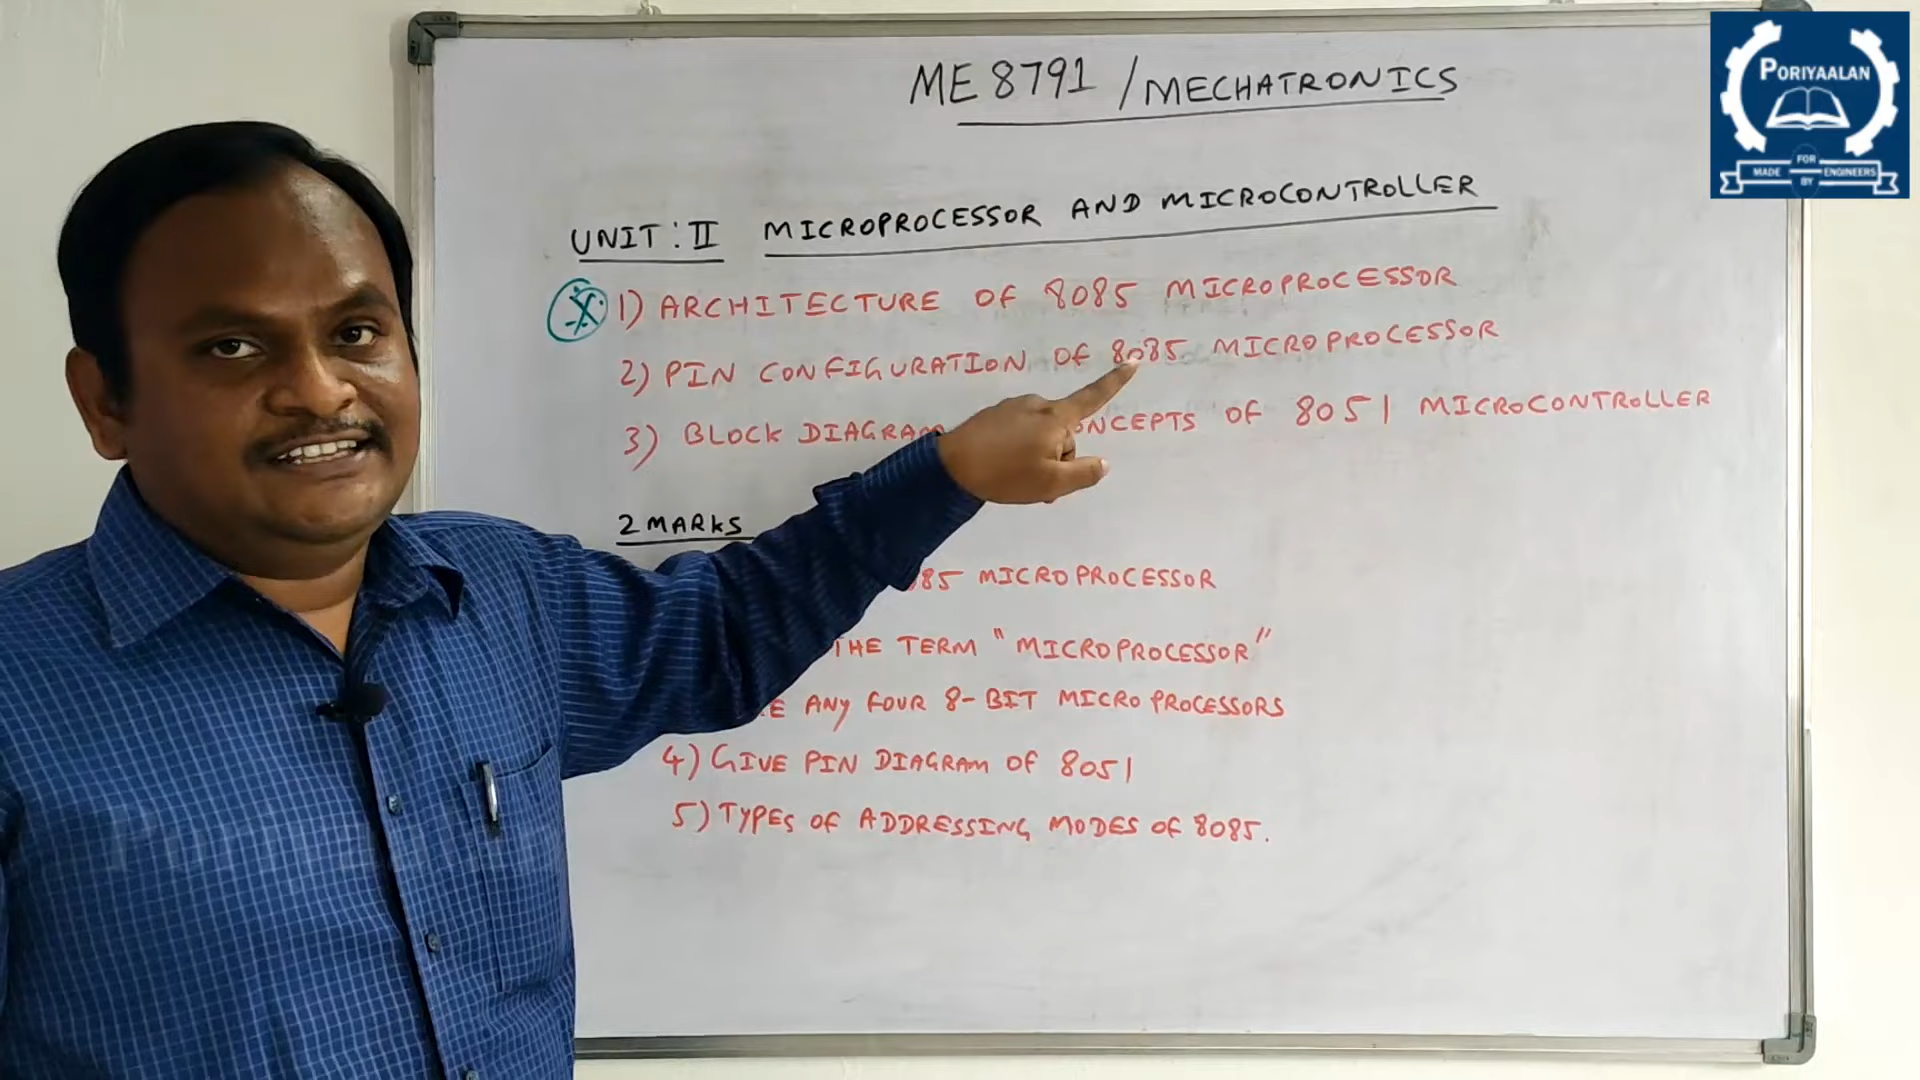 ME 8791 / MECHATRONICS
PORIYAALAN
MADE FOR BY ENGINEERS
UNIT : II MICROPROCESSOR AND MICROCONTROLLER
1) ARCHITECTURE OF 8085 MICROPROCESSOR
2) PIN CONFIGURATION OF 8085 MICROPROCESSOR
3) BLOCK DIAGRAM OF 8051 MICROCONTROLLER
2 MARKS
MICROPROCESSOR
THE TERM "MICROPROCESSOR"
ANY FOUR 8-BIT MICROPROCESSORS
4) GIVE PIN DIAGRAM OF 8051
5) TYPES OF ADDRESSING MODES OF 8085.